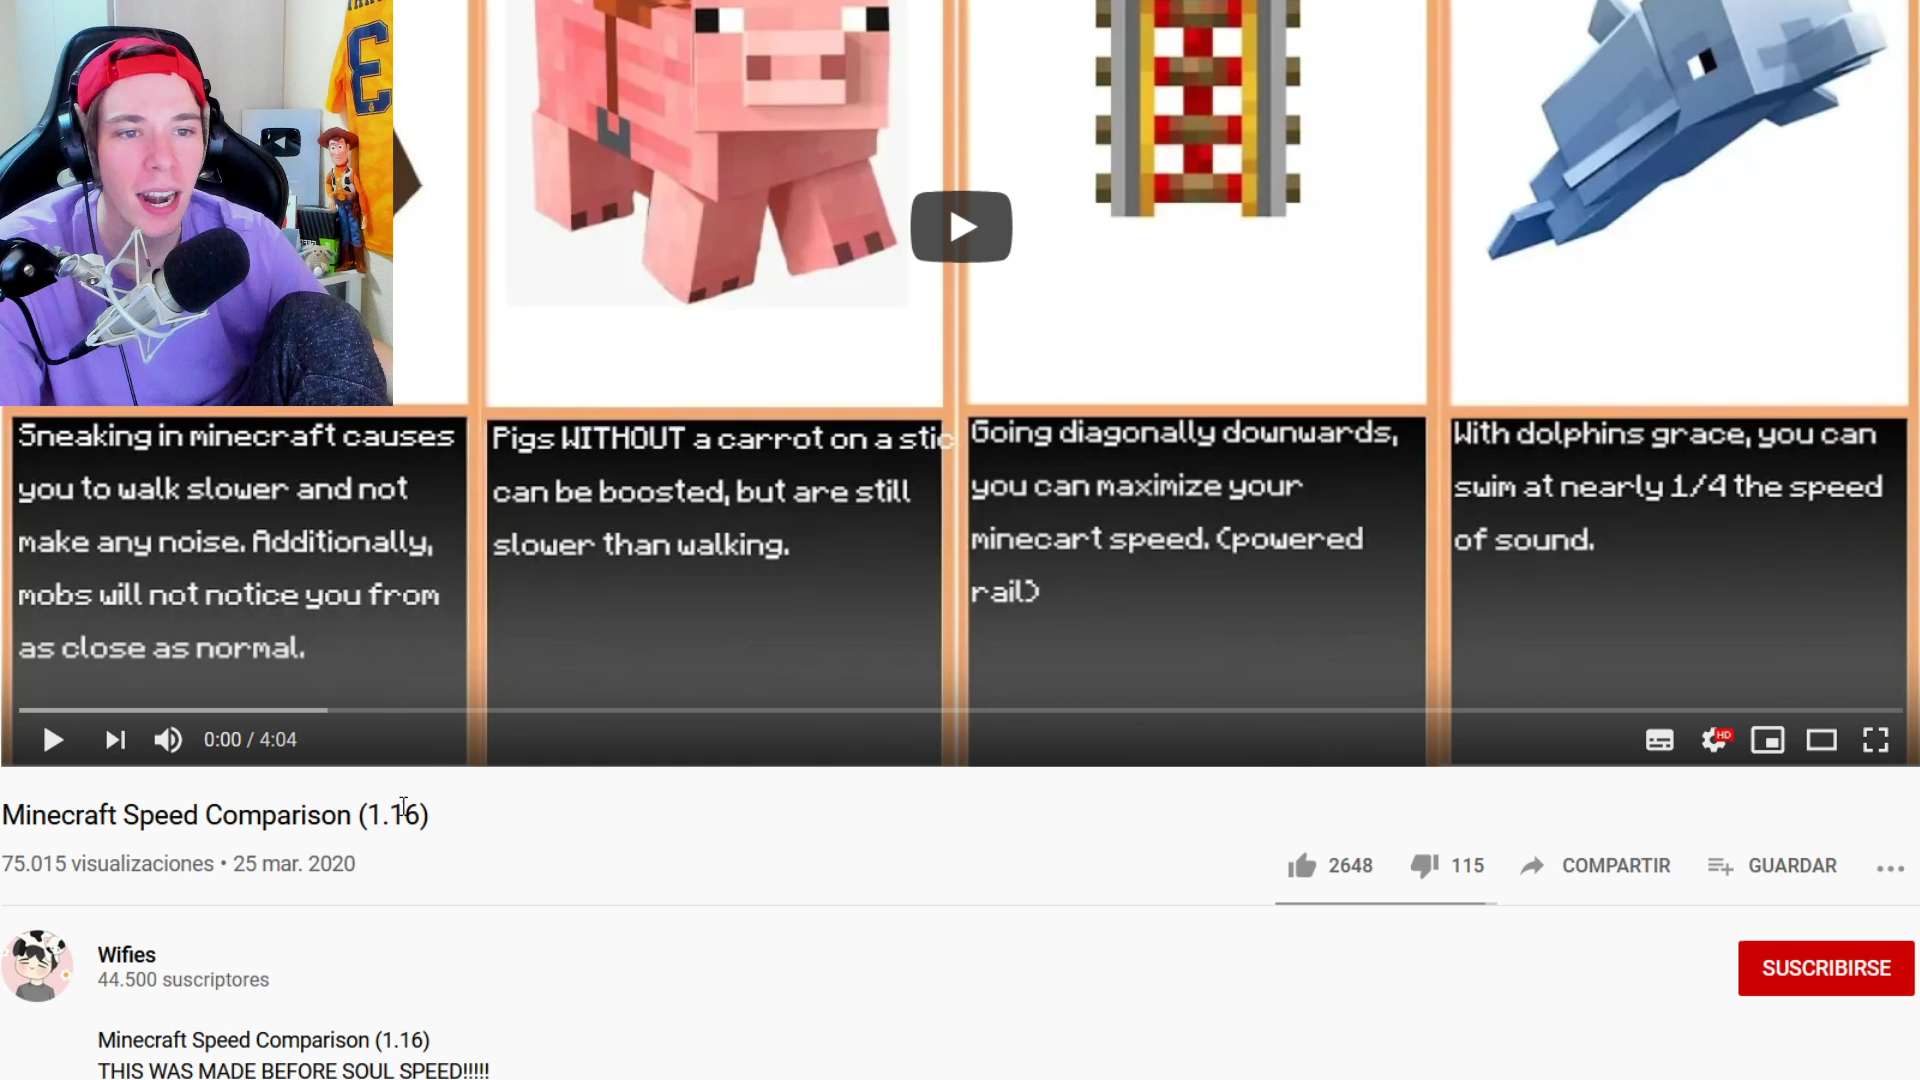 Sneaking in minecraft causes
you to walk slower and not
make any noise. Additionally,
mobs will not notice you from
as close as normal.
Pigs WITHOUT a carrot on a stic
can be boosted, but are still
slower than walking.
Going diagonally downwards,
you can maximize your
minecart speed. (powered
rail)
With dolphins grace, you can
swim at nearly 1/4 the speed
of sound.
0:00 / 4:04
HD
Minecraft Speed Comparison (1.16)
75.015 visualizaciones • 25 mar. 2020
2648
115
COMPARTIR
GUARDAR
Wifies
44.500 suscriptores
SUSCRIBIRSE
Minecraft Speed Comparison (1.16)
THIS WAS MADE BEFORE SOUL SPEED!!!!!